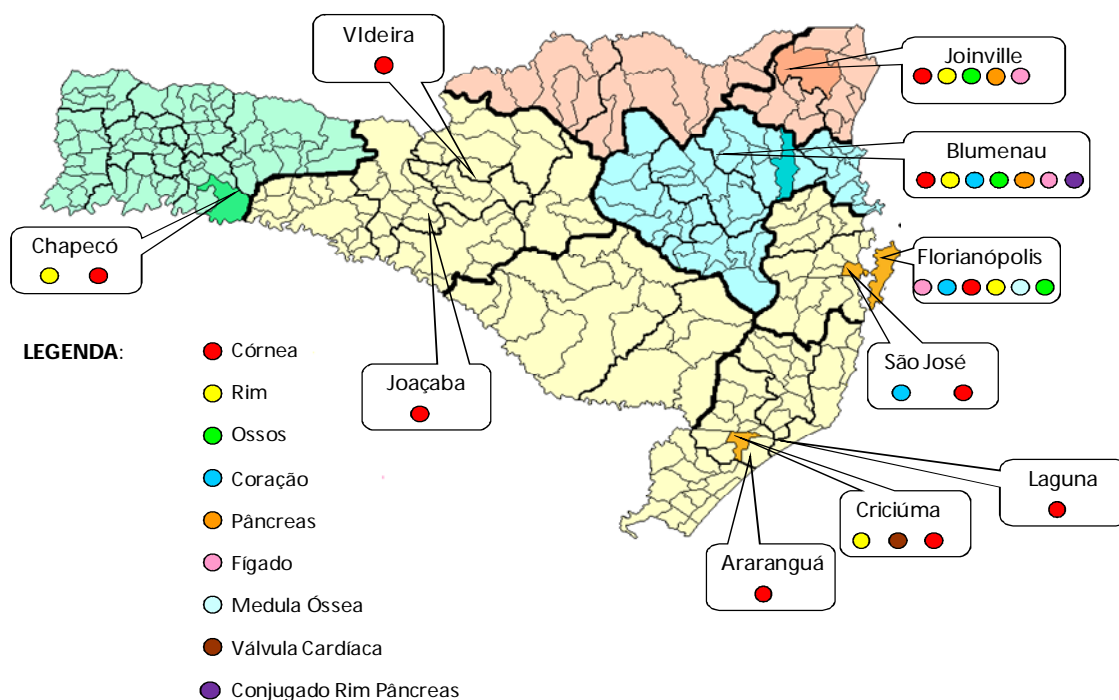 VIdeira
Joinville
Blumenau
Chapecó
Florianópolis
LEGENDA:
Córnea
Rim
Ossos
Coração
Pâncreas
Fígado
Medula Óssea
Válvula Cardíaca
Conjugado Rim Pâncreas
Joaçaba
São José
Laguna
Criciúma
Araranguá